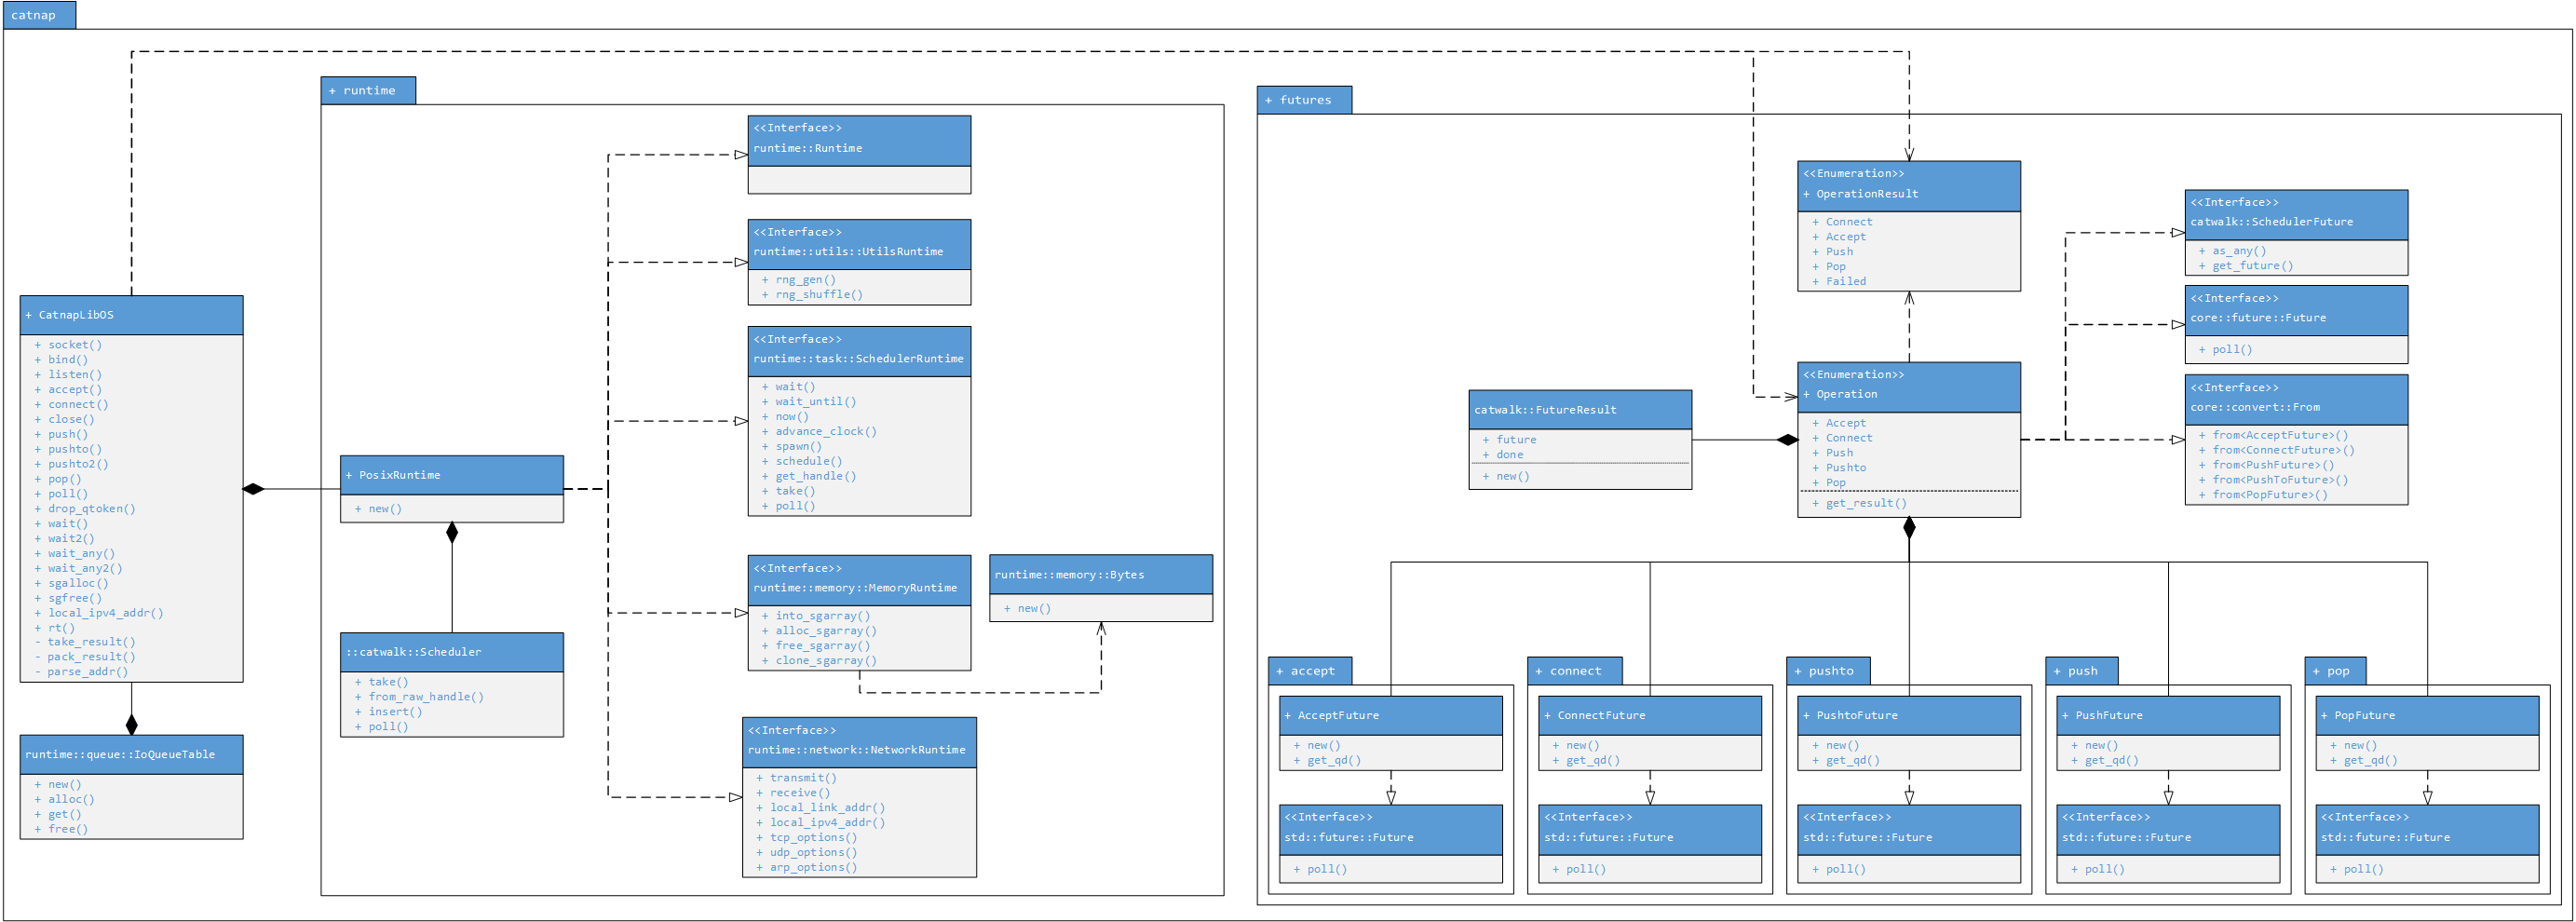 catnap
+ CatnapLibOS
+ socket()
+ bind()
+ listen()
+ accept()
+ connect()
+ close()
+ push()
+ pushto()
+ pushto2()
+ pop()
+ poll()
+ drop_qtoken()
+ wait()
+ wait2()
+ wait_any()
+ wait_any2()
+ sgalloc()
+ sgfree()
+ local_ipv4_addr()
+ rt()
- take_result()
- pack_result()
- parse_addr()
runtime::queue::IoQueueTable
+ new()
+ alloc()
+ get()
+ free()
+ runtime
+ PosixRuntime
+ new()
::catwalk::Scheduler
+ take()
+ from_raw_handle()
+ insert()
+ poll()
<<Interface>>
runtime::Runtime
<<Interface>>
runtime::utils::UtilsRuntime
+ rng_gen()
+ rng_shuffle()
<<Interface>>
runtime::task::SchedulerRuntime
+ wait()
+ wait_until()
+ now()
+ advance_clock()
+ spawn()
+ schedule()
+ get_handle()
+ take()
+ poll()
<<Interface>>
runtime::memory::MemoryRuntime
+ into_sgarray()
+ alloc_sgarray()
+ free_sgarray()
+ clone_sgarray()
runtime::memory::Bytes
+ new()
<<Interface>>
runtime::network::NetworkRuntime
+ transmit()
+ receive()
+ local_link_addr()
+ local_ipv4_addr()
+ tcp_options()
+ udp_options()
+ arp_options()
+ futures
<<Enumeration>>
+ OperationResult
+ Connect
+ Accept
+ Push
+ Pop
+ Failed
catwalk::FutureResult
+ future
+ done
+ new()
<<Enumeration>>
+ Operation
+ Accept
+ Connect
+ Push
+ Pushto
+ Pop
+ get_result()
<<Interface>>
catwalk::SchedulerFuture
+ as_any()
+ get_future()
<<Interface>>
core::future::Future
+ poll()
<<Interface>>
core::convert::From
+ from<AcceptFuture>()
+ from<ConnectFuture>()
+ from<PushFuture>()
+ from<PushToFuture>()
+ from<PopFuture>()
+ accept
+ AcceptFuture
+ new()
+ get_qd()
<<Interface>>
std::future::Future
+ poll()
+ connect
+ ConnectFuture
+ new()
+ get_qd()
<<Interface>>
std::future::Future
+ poll()
+ pushto
+ PushtoFuture
+ new()
+ get_qd()
<<Interface>>
std::future::Future
+ poll()
+ push
+ PushFuture
+ new()
+ get_qd()
<<Interface>>
std::future::Future
+ poll()
+ pop
+ PopFuture
+ new()
+ get_qd()
<<Interface>>
std::future::Future
+ poll()